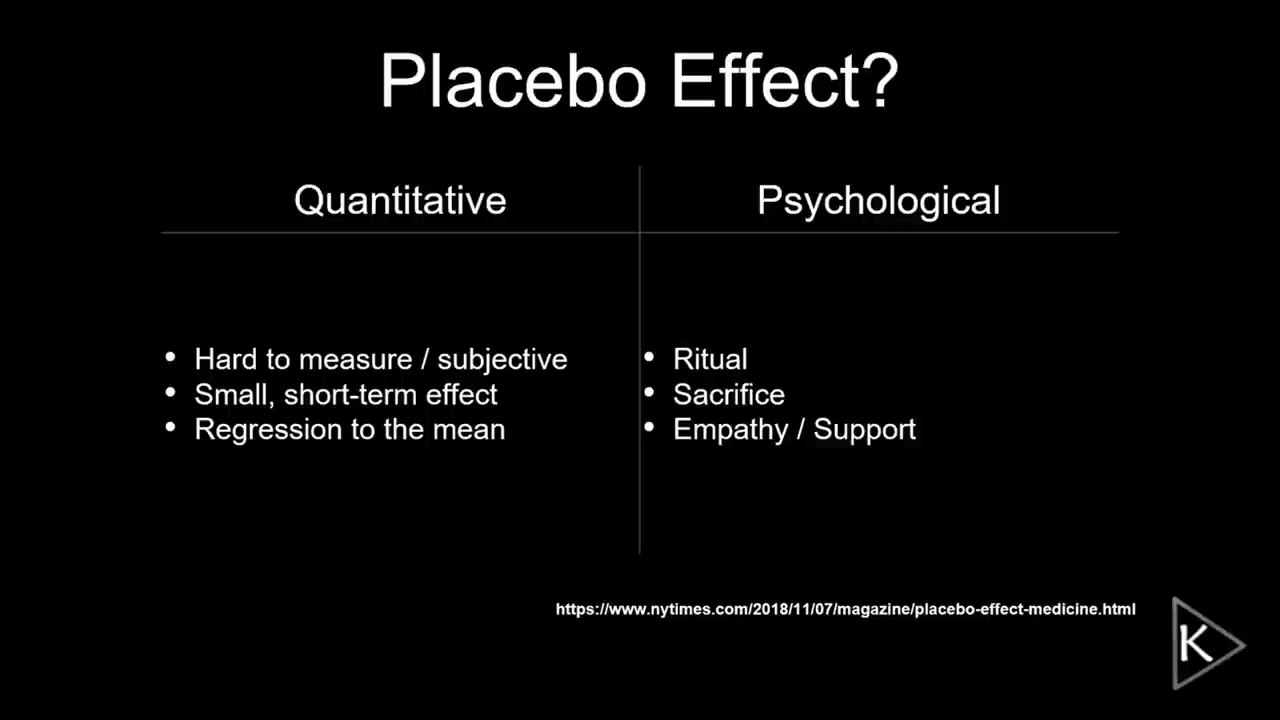 Placebo Effect?
Quantitative
Psychological
• Hard to measure / subjective
• Small, short-term effect
• Regression to the mean
• Ritual
• Sacrifice
• Empathy / Support
https://www.nytimes.com/2018/11/07/magazine/placebo-effect-medicine.html
K